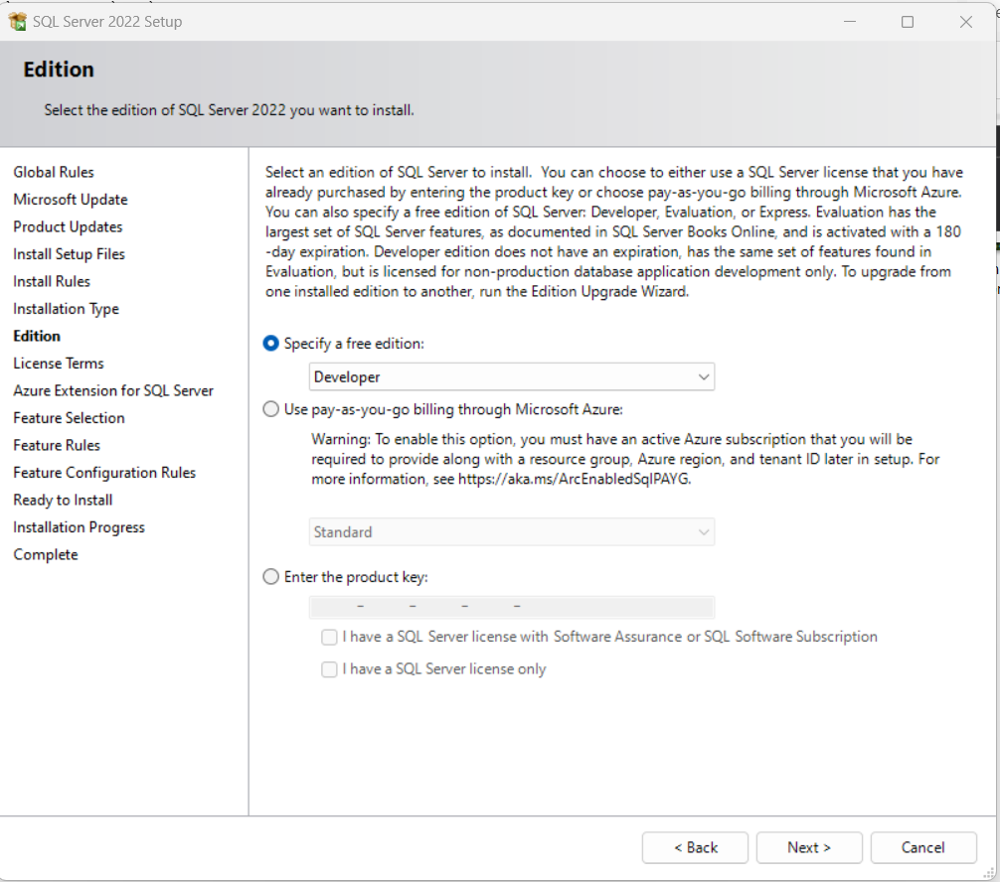 SQL Server 2022 Setup
Edition
Select the edition of SQL Server 2022 you want to install.
Global Rules
Microsoft Update
Product Updates
Install Setup Files
Install Rules
Installation Type
Edition
License Terms
Azure Extension for SQL Server
Feature Selection
Feature Rules
Feature Configuration Rules
Ready to Install
Installation Progress
Complete
Select an edition of SQL Server to install. You can choose to either use a SQL Server license that you have
already purchased by entering the product key or choose pay-as-you-go billing through Microsoft Azure.
You can also specify a free edition of SQL Server: Developer, Evaluation, or Express. Evaluation has the
largest set of SQL Server features, as documented in SQL Server Books Online, and is activated with a 180
-day expiration. Developer edition does not have an expiration, has the same set of features found in
Evaluation, but is licensed for non-production database application development only. To upgrade from
one installed edition to another, run the Edition Upgrade Wizard.
Specify a free edition:
Developer
Use pay-as-you-go billing through Microsoft Azure:
Warning: To enable this option, you must have an active Azure subscription that you will be
required to provide along with a resource group, Azure region, and tenant ID later in setup. For
more information, see https://aka.ms/ArcEnabledSqlPAYG.
Standard
Enter the product key:
– – – –
I have a SQL Server license with Software Assurance or SQL Software Subscription
I have a SQL Server license only
< Back
Next >
Cancel